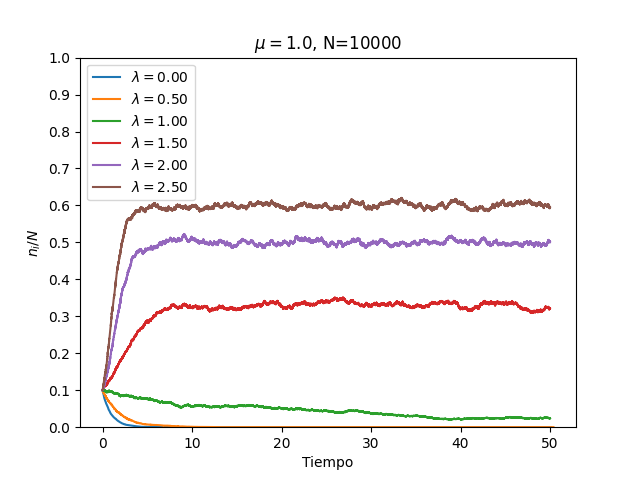 μ = 1.0, N=10000
1.0
0.9
0.8
0.7
0.6
0.5
0.4
0.3
0.2
0.1
0.0
n_i/N
λ = 0.00
λ = 0.50
λ = 1.00
λ = 1.50
λ = 2.00
λ = 2.50
0 10 20 30 40 50
Tiempo